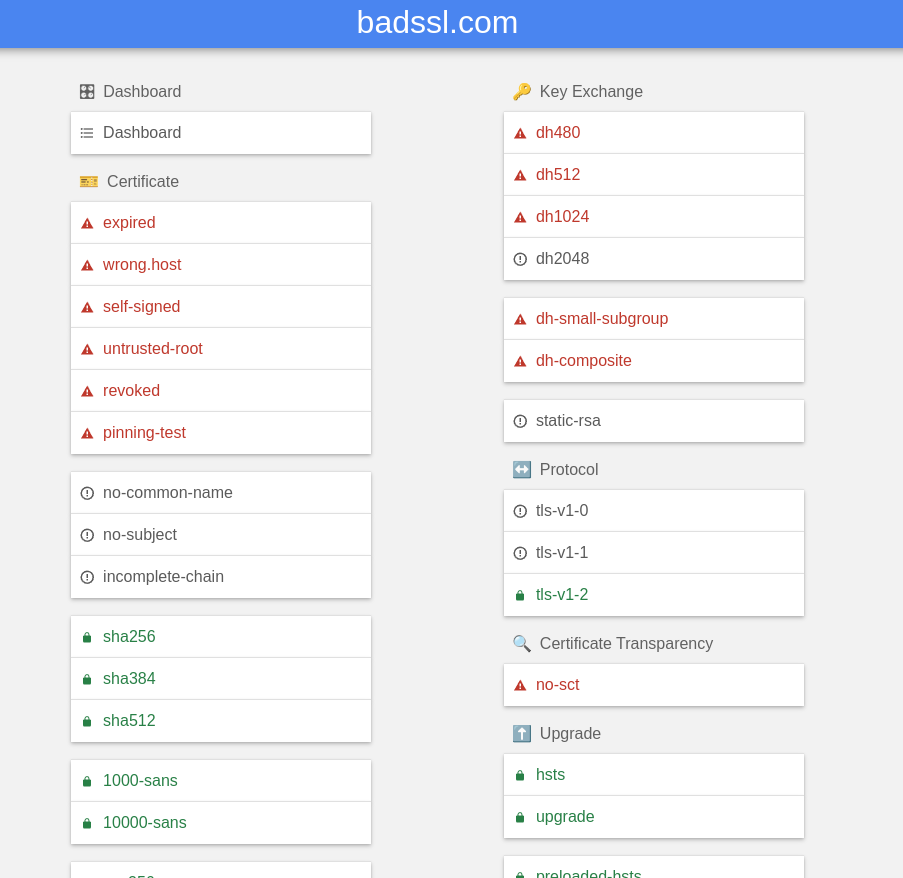 badssl.com
Dashboard
Dashboard
Certificate
expired
wrong.host
self-signed
untrusted-root
revoked
pinning-test
no-common-name
no-subject
incomplete-chain
sha256
sha384
sha512
1000-sans
10000-sans
Key Exchange
dh480
dh512
dh1024
dh2048
dh-small-subgroup
dh-composite
static-rsa
Protocol
tls-v1-0
tls-v1-1
tls-v1-2
Certificate Transparency
no-sct
Upgrade
hsts
upgrade
preloaded-hsts